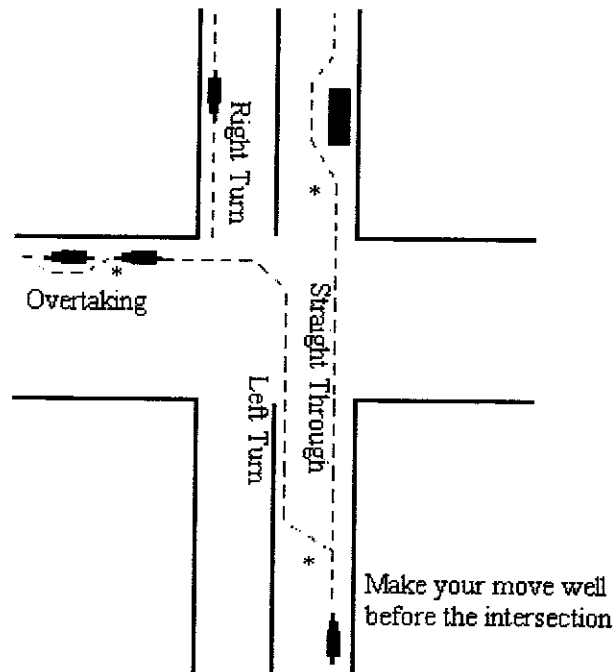 Right Turn
*
*
Overtaking
Straight Through
Left Turn
*
Make your move well
before the intersection